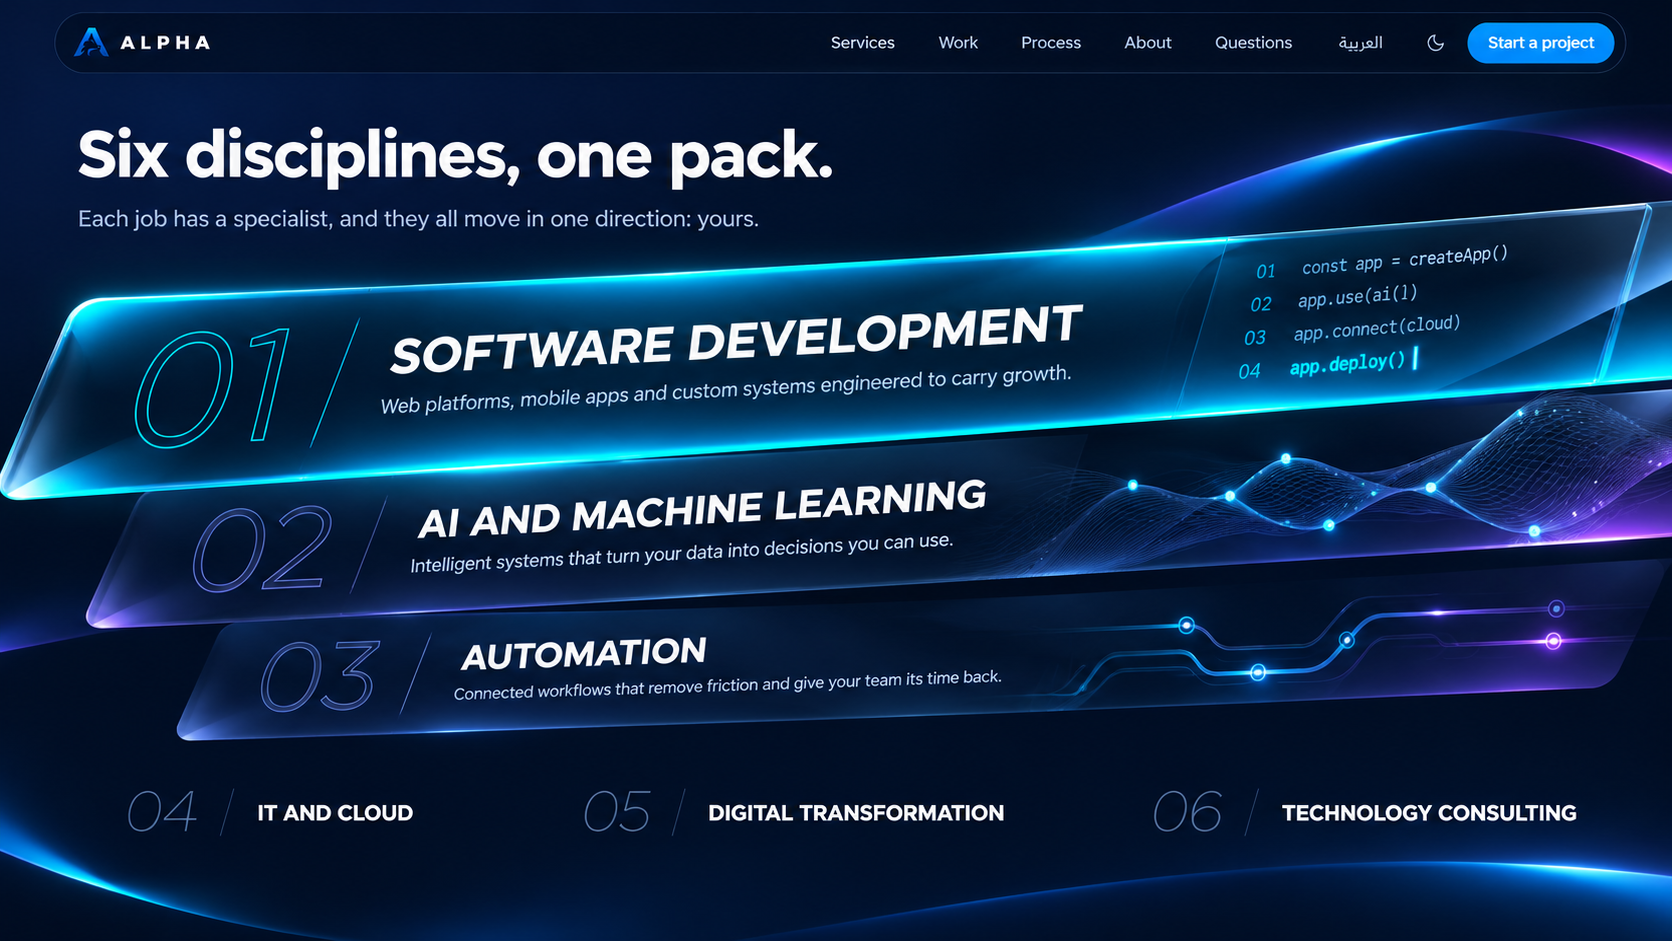 ALPHA
Services
Work
Process
About
Questions
العربية
Start a project
Six disciplines, one pack.
Each job has a specialist, and they all move in one direction: yours.
01
SOFTWARE DEVELOPMENT
Web platforms, mobile apps and custom systems engineered to carry growth.
01 const app = createApp()
02 app.use(ai())
03 app.connect(cloud)
04 app.deploy()
02
AI AND MACHINE LEARNING
Intelligent systems that turn your data into decisions you can use.
03
AUTOMATION
Connected workflows that remove friction and give your team its time back.
04 IT AND CLOUD
05 DIGITAL TRANSFORMATION
06 TECHNOLOGY CONSULTING